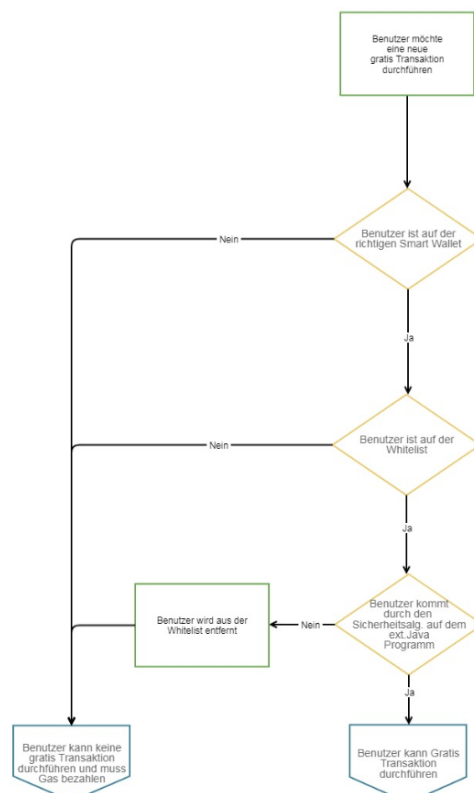 Benutzer möchte
eine neue
gratis Transaktion
durchführen
Benutzer ist auf der
richtigen Smart Wallet
Nein
Ja
Benutzer ist auf der
Whitelist
Nein
Ja
Benutzer kommt
durch den
Sicherheitsalg. auf dem
ext.Java
Programm
Nein
Benutzer wird aus der
Whitelist entfernt
Ja
Benutzer kann keine
gratis Transaktion
durchführen und muss
Gas bezahlen
Benutzer kann Gratis
Transaktion
durchführen